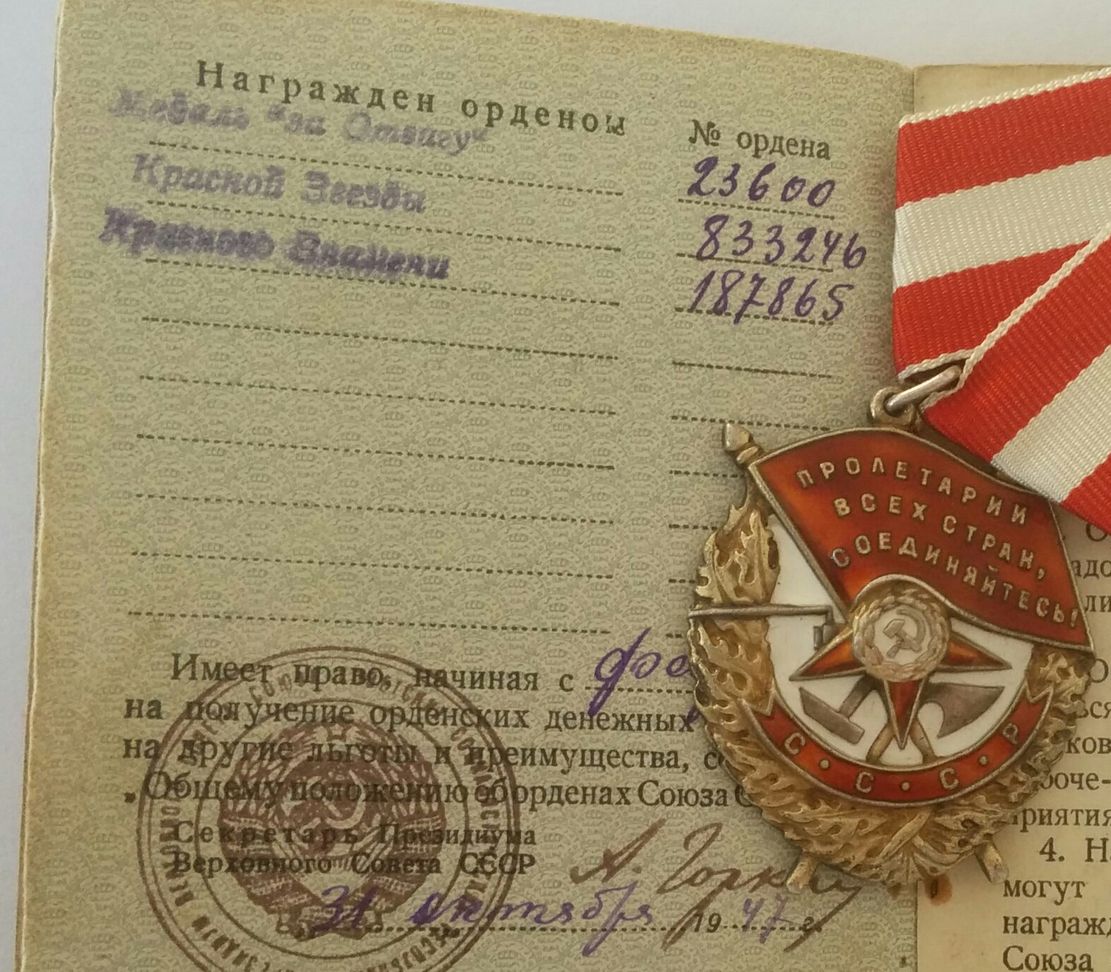 Награжден орденом
№ ордена
Медаль "за Отвагу"
23600
Красной Звезды
833246
Красного Знамени
187865
Имеет право, начиная с
на получение орденских денежных
на другие льготы и преимущества,
Общему положению об орденах Союза
Секретарь Президиума
Верховного Совета СССР
А. Горкин
31 октября 1947 г.
ПРОЛЕТАРИИ
ВСЕХ СТРАН,
СОЕДИНЯЙТЕСЬ!
С.С.С.Р
4. Н
могут
награжд
Союза